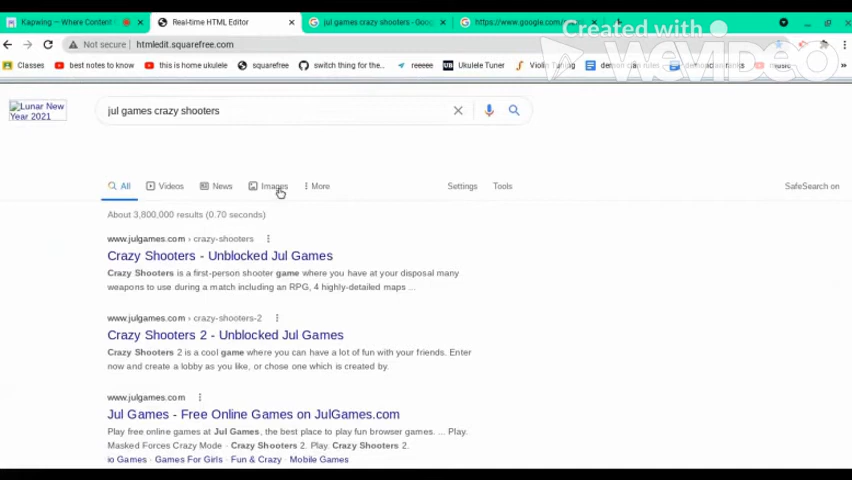 Kapwing — Where Content
Real-time HTML Editor
jul games crazy shooters - Goog
https://www.google.com/
Created with
WeVideo
Not secure | htmledit.squarefree.com
Classes
best notes to know
this is home ukulele
squarefree
switch thing for the...
reeeee
Ukulele Tuner
Violin Tuning
demon clan rules
music
Lunar New
Year 2021
jul games crazy shooters
All
Videos
News
Images
More
Settings
Tools
SafeSearch on
About 3,800,000 results (0.70 seconds)
www.julgames.com › crazy-shooters
Crazy Shooters - Unblocked Jul Games
Crazy Shooters is a first-person shooter game where you have at your disposal many
weapons to use during a match including an RPG, 4 highly-detailed maps ...
www.julgames.com › crazy-shooters-2
Crazy Shooters 2 - Unblocked Jul Games
Crazy Shooters 2 is a cool game where you can have a lot of fun with your friends. Enter
now and create a lobby as you like, or chose one which is created by.
www.julgames.com
Jul Games - Free Online Games on JulGames.com
Play free online games at Jul Games, the best place to play fun browser games. ... Play.
Masked Forces Crazy Mode · Crazy Shooters 2. Play. Crazy Shooters 2.
io Games · Games For Girls · Fun & Crazy · Mobile Games